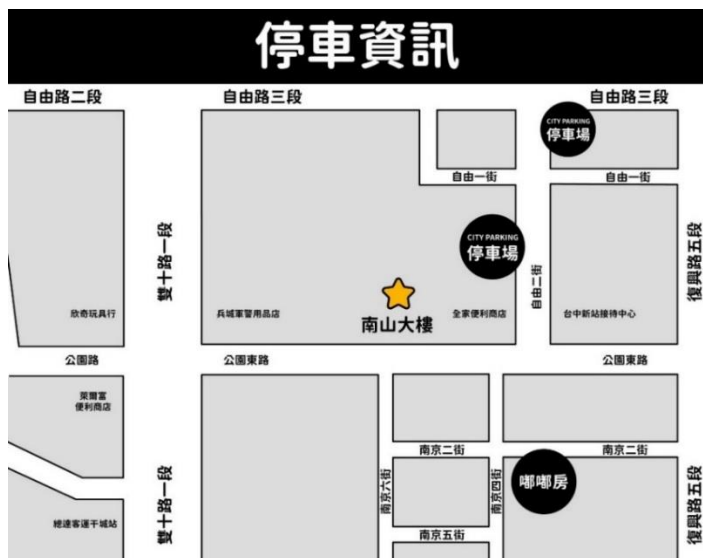 停車資訊
自由路二段
自由路三段
自由路三段
CITY PARKING
停車場
自由一街
自由一街
雙十路一段
CITY PARKING
停車場
自由二街
復興路五段
欣奇玩具行
兵城軍警用品店
南山大樓
全家便利商店
台中新站接待中心
公園路
公園東路
公園東路
萊爾富
便利商店
南京二街
南京二街
雙十路一段
南京六街
南京四街
嘟嘟房
復興路五段
總達客運干城站
南京五街